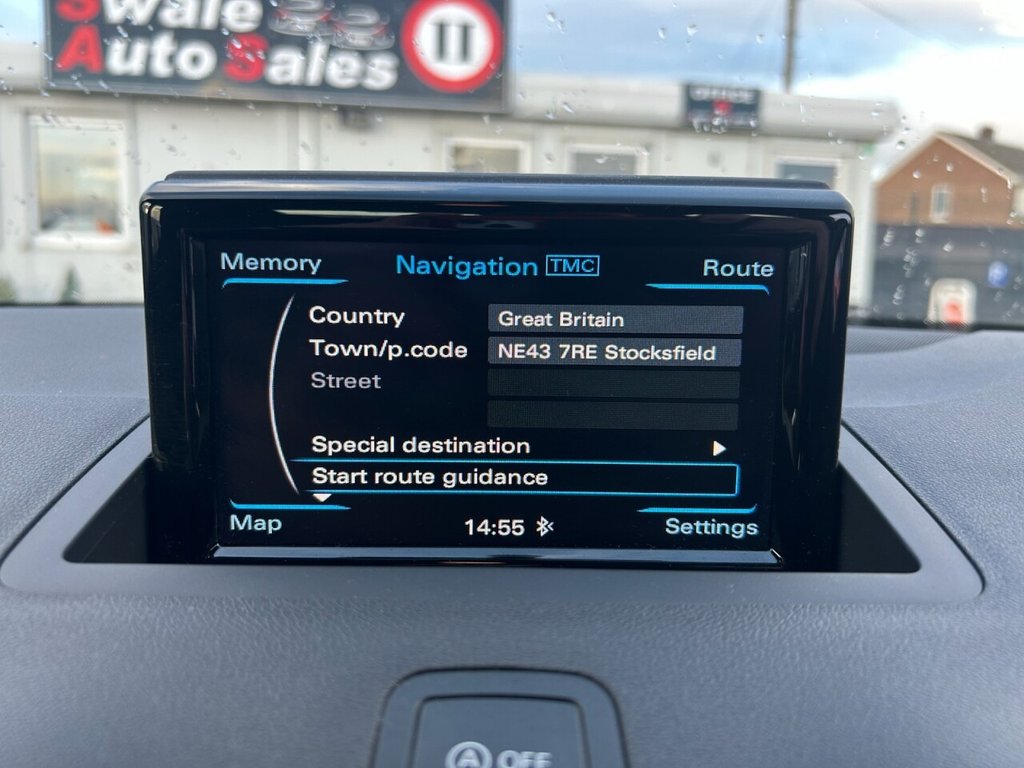 Swale
Auto Sales
OFFICE
Memory
Navigation TMC
Route
Country Great Britain
Town/p.code NE43 7RE Stocksfield
Street
Special destination
Start route guidance
Map
14:55
Settings
A OFF